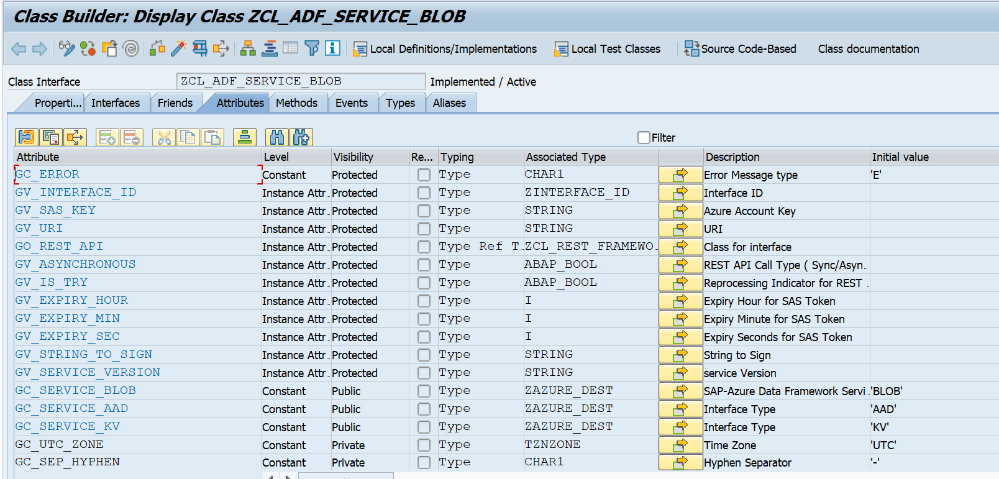 Class Builder: Display Class ZCL_ADF_SERVICE_BLOB
Local Definitions/Implementations Local Test Classes Source Code-Based Class documentation
Class Interface ZCL_ADF_SERVICE_BLOB Implemented / Active
Properti... Interfaces Friends Attributes Methods Events Types Aliases
Filter
Attribute Level Visibility Re... Typing Associated Type Description Initial value
GC_ERROR Constant Protected Type CHAR1 Error Message type 'E'
GV_INTERFACE_ID Instance Attr... Protected Type ZINTERFACE_ID Interface ID
GV_SAS_KEY Instance Attr... Protected Type STRING Azure Account Key
GV_URI Instance Attr... Protected Type STRING URI
GO_REST_API Instance Attr... Protected Type Ref T... ZCL_REST_FRAMEWO... Class for interface
GV_ASYNCHRONOUS Instance Attr... Protected Type ABAP_BOOL REST API Call Type ( Sync/Asyn...
GV_IS_TRY Instance Attr... Protected Type ABAP_BOOL Reprocessing Indicator for REST ...
GV_EXPIRY_HOUR Instance Attr... Protected Type I Expiry Hour for SAS Token
GV_EXPIRY_MIN Instance Attr... Protected Type I Expiry Minute for SAS Token
GV_EXPIRY_SEC Instance Attr... Protected Type I Expiry Seconds for SAS Token
GV_STRING_TO_SIGN Instance Attr... Protected Type STRING String to Sign
GV_SERVICE_VERSION Instance Attr... Protected Type STRING service Version
GC_SERVICE_BLOB Constant Public Type ZAZURE_DEST SAP-Azure Data Framework Servi... 'BLOB'
GC_SERVICE_AAD Constant Public Type ZAZURE_DEST Interface Type 'AAD'
GC_SERVICE_KV Constant Public Type ZAZURE_DEST Interface Type 'KV'
GC_UTC_ZONE Constant Private Type TZNZONE Time Zone 'UTC'
GC_SEP_HYPHEN Constant Private Type CHAR1 Hyphen Separator '-'